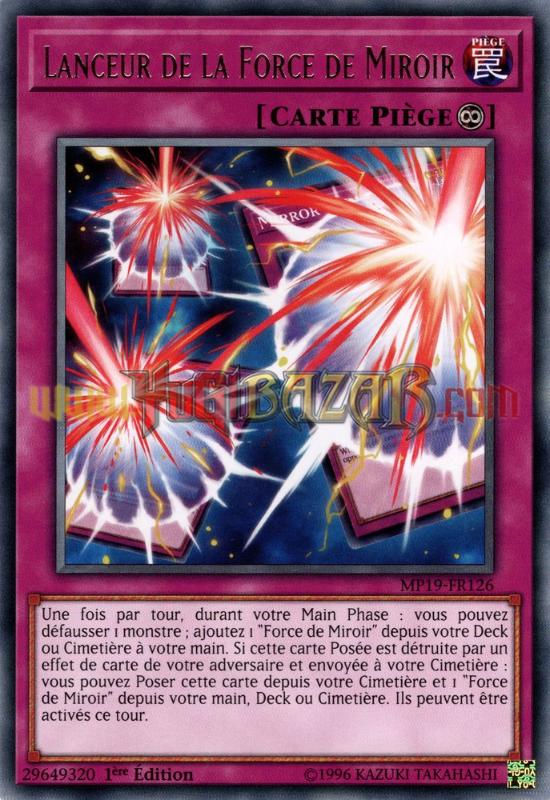 LANCEUR DE LA FORCE DE MIROIR
PIÈGE
罠
[CARTE PIÈGE]
MIRROR
www.YUGIBAZAR.com
MP19-FR126
Une fois par tour, durant votre Main Phase : vous pouvez
défausser 1 monstre ; ajoutez 1 "Force de Miroir" depuis votre Deck
ou Cimetière à votre main. Si cette carte Posée est détruite par un
effet de carte de votre adversaire et envoyée à votre Cimetière :
vous pouvez Poser cette carte depuis votre Cimetière et 1 "Force
de Miroir" depuis votre main, Deck ou Cimetière. Ils peuvent être
activés ce tour.
29649320 1ère Édition ©1996 KAZUKI TAKAHASHI